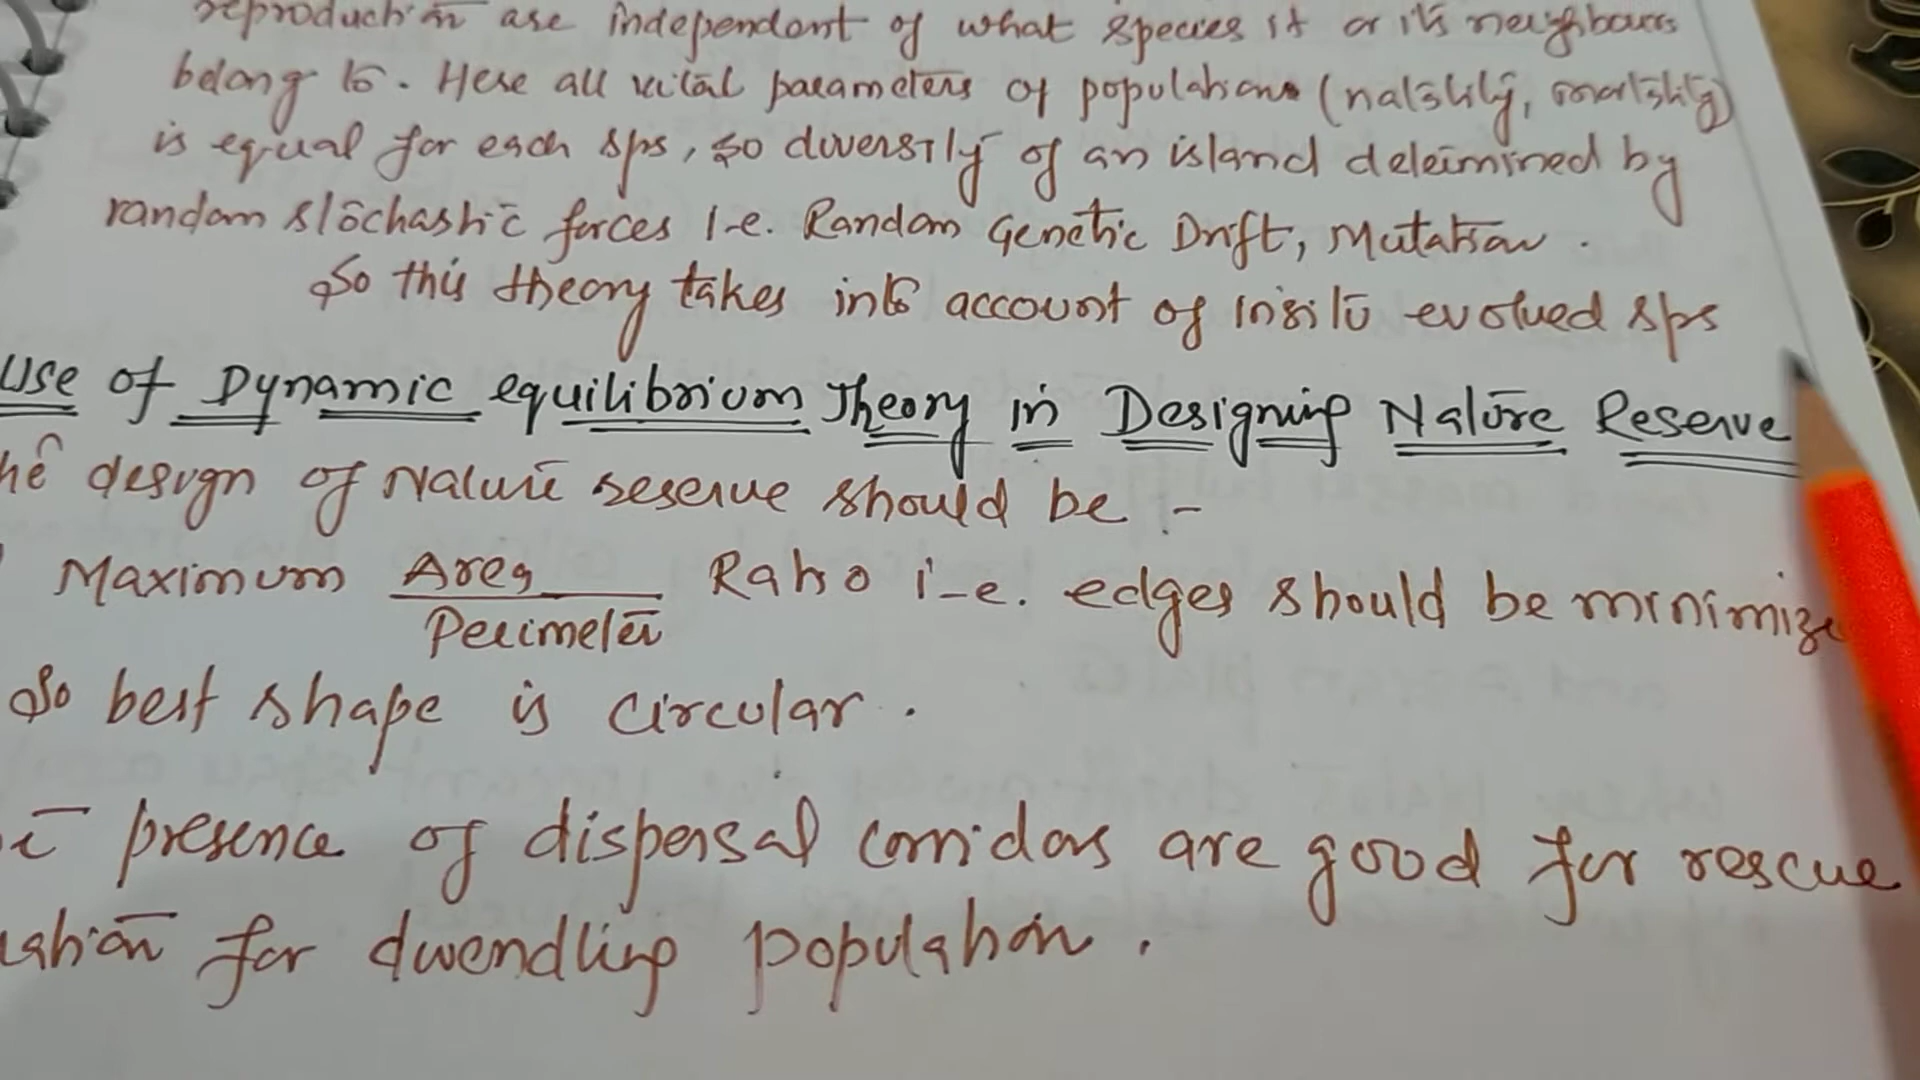 reproduction are independant of what species it or its neighbours
belong to. Here all vital parameters of populations (natality, mortality)
is equal for each sps, so diversity of an island determined by
random stochastic forces i.e. Random Genetic Drift, Mutation.
So this theory takes into account of insitu evolved sps
Use of Dynamic equilibrium Theory in Designing Nature Reserve
he design of Nature reserve should be :-
Maximum Area / Perimeter Ratio i.e. edges should be minimize
So best shape is circular.
presence of dispersal corridors are good for rescue
for dwendling population.